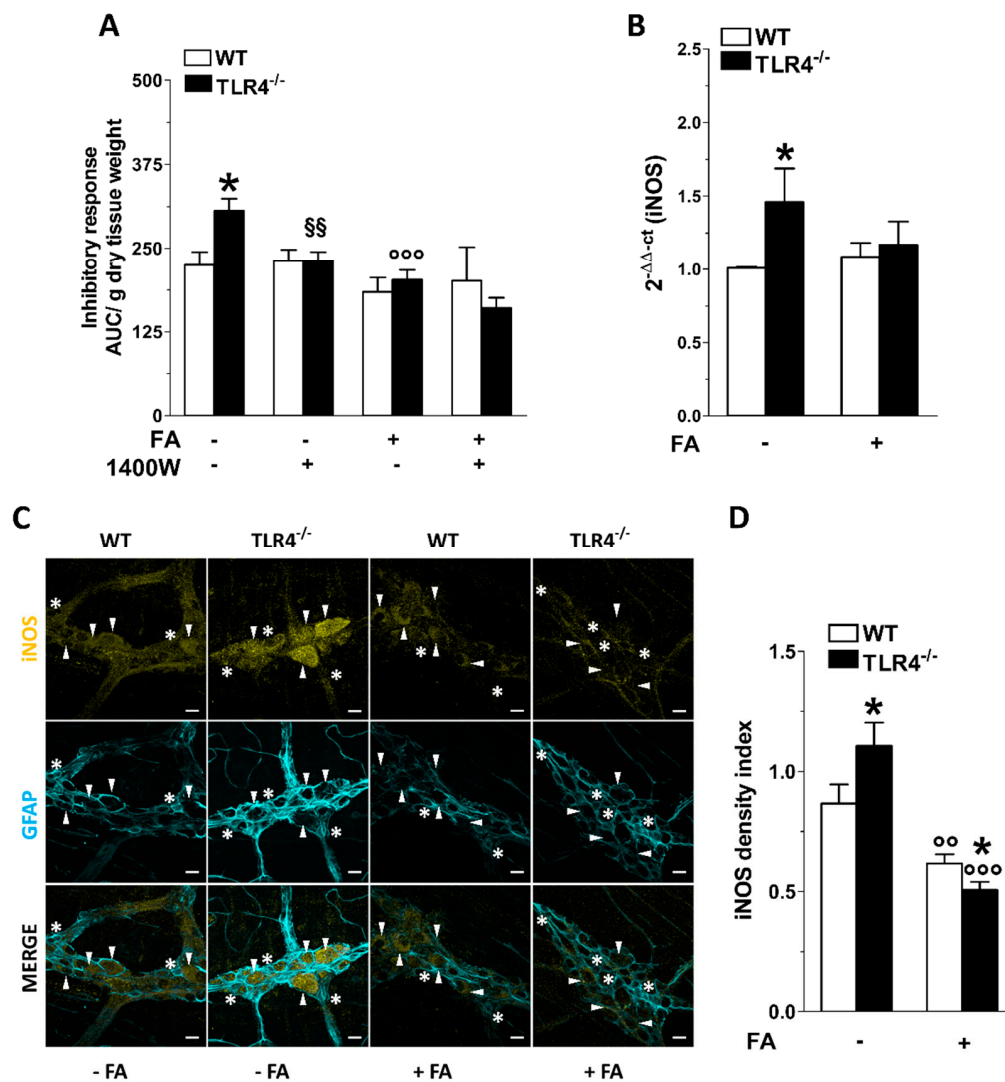 A
WT
TLR4-/-
Inhibitory response
AUC/ g dry tissue weight
500
375
250
125
0
*
§§
°°°
FA - - + +
1400W - + - +
B
WT
TLR4-/-
2-ΔΔ-ct (iNOS)
2.5
2.0
1.5
1.0
0.5
0.0
*
FA - +
C
WT TLR4-/- WT TLR4-/-
iNOS
GFAP
MERGE
- FA - FA + FA + FA
D
WT
TLR4-/-
iNOS density index
1.5
1.0
0.5
0.0
*
°° *
°°°
FA - +